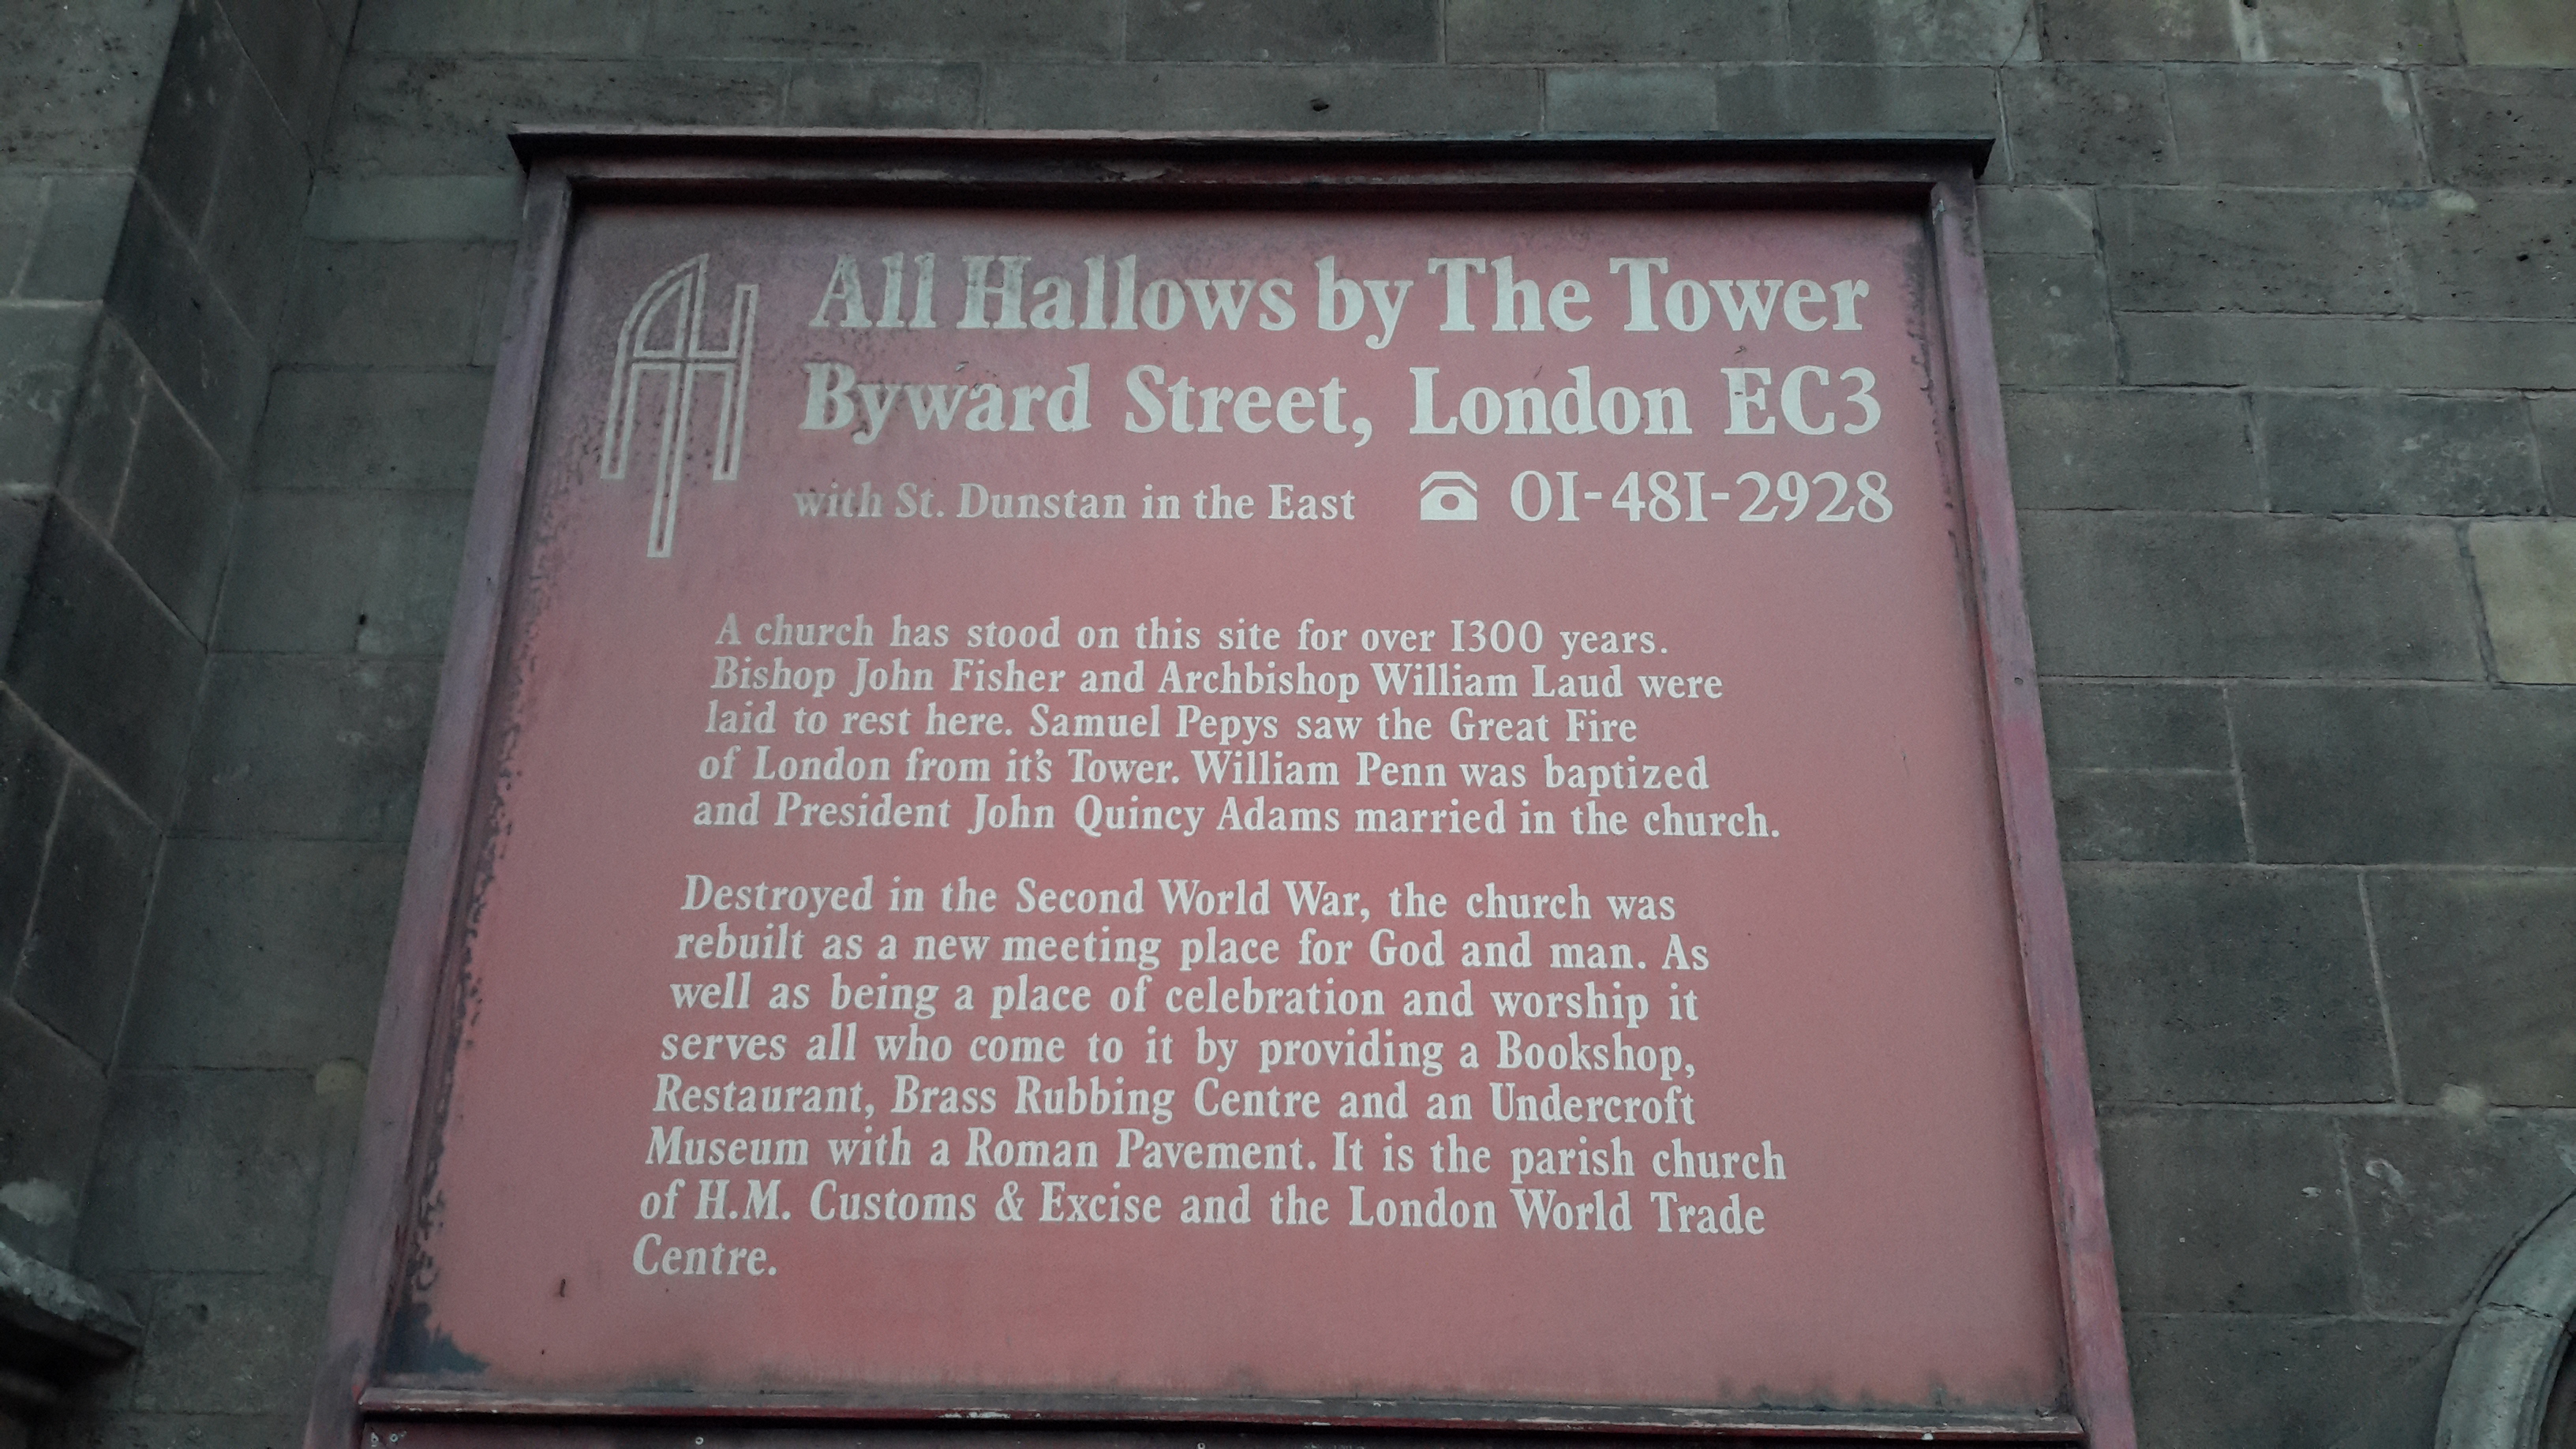 AH
All Hallows by The Tower
Byward Street, London EC3
with St. Dunstan in the East ☎ 01-481-2928
A church has stood on this site for over 1300 years.
Bishop John Fisher and Archbishop William Laud were
laid to rest here. Samuel Pepys saw the Great Fire
of London from it's Tower. William Penn was baptized
and President John Quincy Adams married in the church.
Destroyed in the Second World War, the church was
rebuilt as a new meeting place for God and man. As
well as being a place of celebration and worship it
serves all who come to it by providing a Bookshop,
Restaurant, Brass Rubbing Centre and an Undercroft
Museum with a Roman Pavement. It is the parish church
of H.M. Customs & Excise and the London World Trade
Centre.